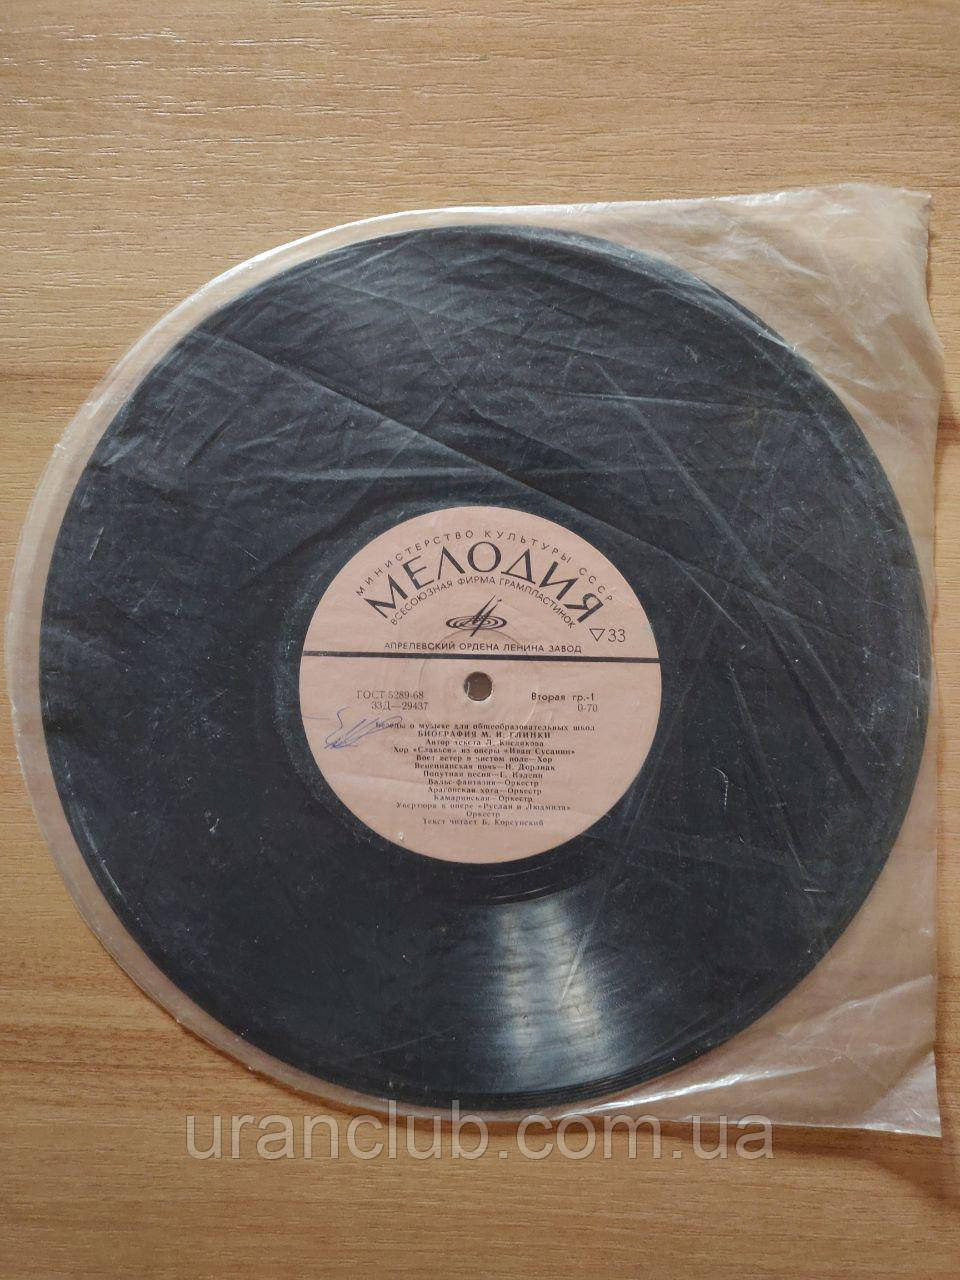 МИНИСТЕРСТВО КУЛЬТУРЫ СССР
МЕЛОДИЯ
ВСЕСОЮЗНАЯ ФИРМА ГРАМПЛАСТИНОК
33
АПРЕЛЕВСКИЙ ОРДЕНА ЛЕНИНА ЗАВОД
ГОСТ 5289-68
33Д—29437
Вторая гр.-1
0-70
о музыке для общеобразовательных школ
БИОГРАФИЯ М. И. ГЛИНКИ
Автор текста Л. Кислякова
Хор «Славься» из оперы «Иван Сусанин»
Воет ветер в чистом поле—Хор
Венецианская ночь—Н. Дорлиак
Попутная песня—Г. Нэлепп
Вальс-фантазия—Оркестр
Арагонская хота—Оркестр
Камаринская—Оркестр
Увертюра к опере «Руслан и Людмила»
Оркестр
Текст читает Б. Корсунский
uranclub.com.ua